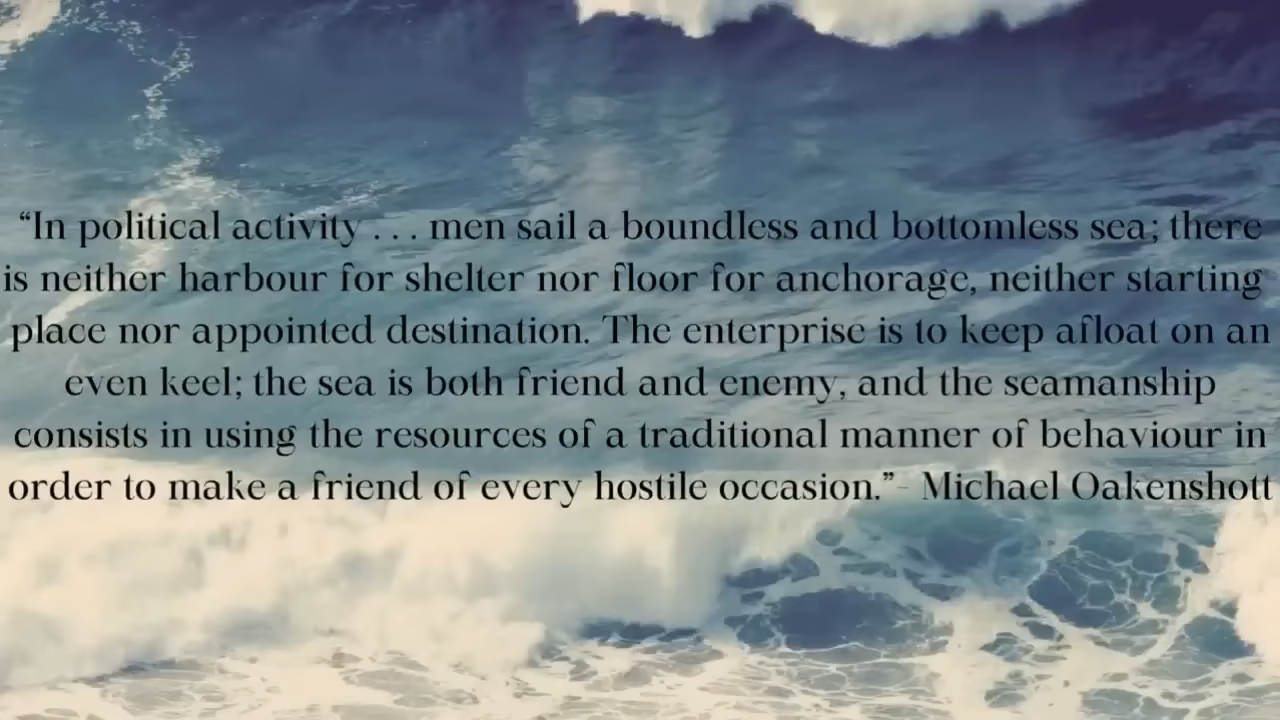 “In political activity . . . men sail a boundless and bottomless sea; there
is neither harbour for shelter nor floor for anchorage, neither starting
place nor appointed destination. The enterprise is to keep afloat on an
even keel; the sea is both friend and enemy, and the seamanship
consists in using the resources of a traditional manner of behaviour in
order to make a friend of every hostile occasion.”- Michael Oakenshott